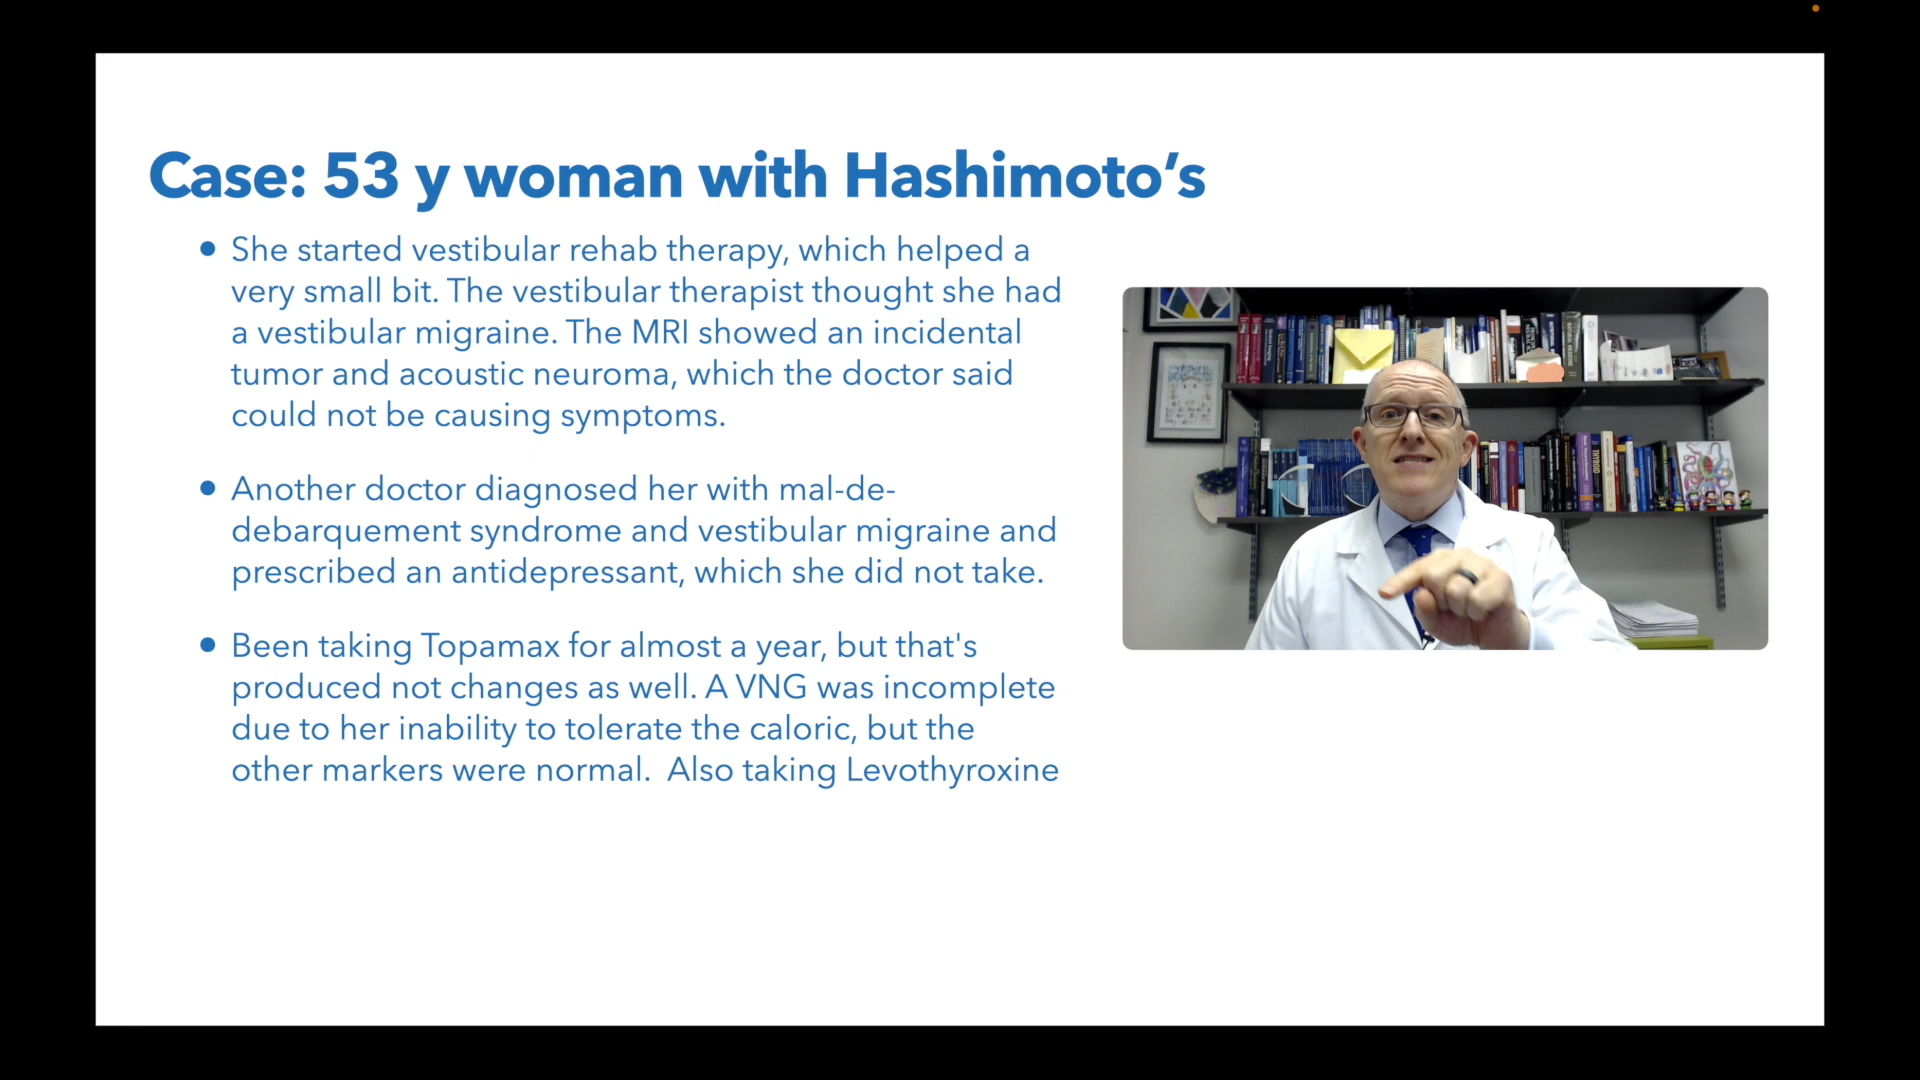 Case: 53 y woman with Hashimoto’s
• She started vestibular rehab therapy, which helped a
very small bit. The vestibular therapist thought she had
a vestibular migraine. The MRI showed an incidental
tumor and acoustic neuroma, which the doctor said
could not be causing symptoms.
• Another doctor diagnosed her with mal-de-
debarquement syndrome and vestibular migraine and
prescribed an antidepressant, which she did not take.
• Been taking Topamax for almost a year, but that's
produced not changes as well. A VNG was incomplete
due to her inability to tolerate the caloric, but the
other markers were normal.  Also taking Levothyroxine